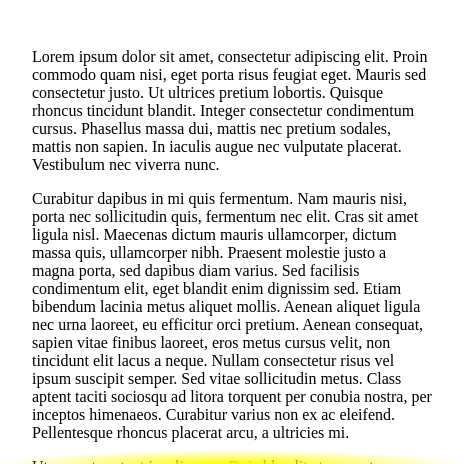 Lorem ipsum dolor sit amet, consectetur adipiscing elit. Proin
commodo quam nisi, eget porta risus feugiat eget. Mauris sed
consectetur justo. Ut ultrices pretium lobortis. Quisque
rhoncus tincidunt blandit. Integer consectetur condimentum
cursus. Phasellus massa dui, mattis nec pretium sodales,
mattis non sapien. In iaculis augue nec vulputate placerat.
Vestibulum nec viverra nunc.
Curabitur dapibus in mi quis fermentum. Nam mauris nisi,
porta nec sollicitudin quis, fermentum nec elit. Cras sit amet
ligula nisl. Maecenas dictum mauris ullamcorper, dictum
massa quis, ullamcorper nibh. Praesent molestie justo a
magna porta, sed dapibus diam varius. Sed facilisis
condimentum elit, eget blandit enim dignissim sed. Etiam
bibendum lacinia metus aliquet mollis. Aenean aliquet ligula
nec urna laoreet, eu efficitur orci pretium. Aenean consequat,
sapien vitae finibus laoreet, eros metus cursus velit, non
tincidunt elit lacus a neque. Nullam consectetur risus vel
ipsum suscipit semper. Sed vitae sollicitudin metus. Class
aptent taciti sociosqu ad litora torquent per conubia nostra, per
inceptos himenaeos. Curabitur varius non ex ac eleifend.
Pellentesque rhoncus placerat arcu, a ultricies mi.